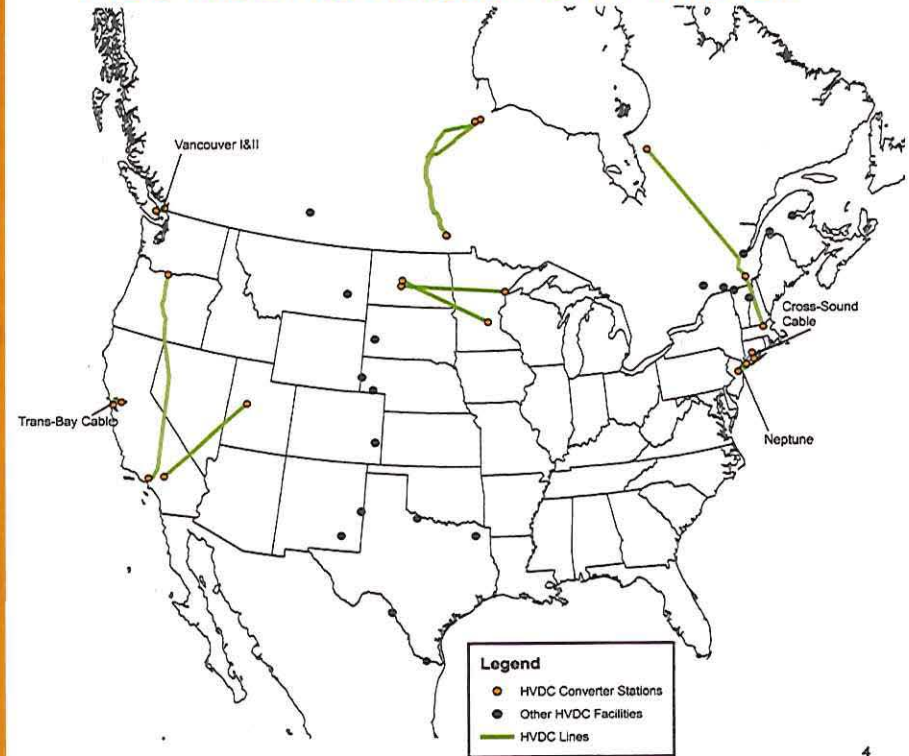 Vancouver I&II
Cross-Sound
Cable
Trans-Bay Cable
Neptune
Legend
HVDC Converter Stations
Other HVDC Facilities
HVDC Lines
4